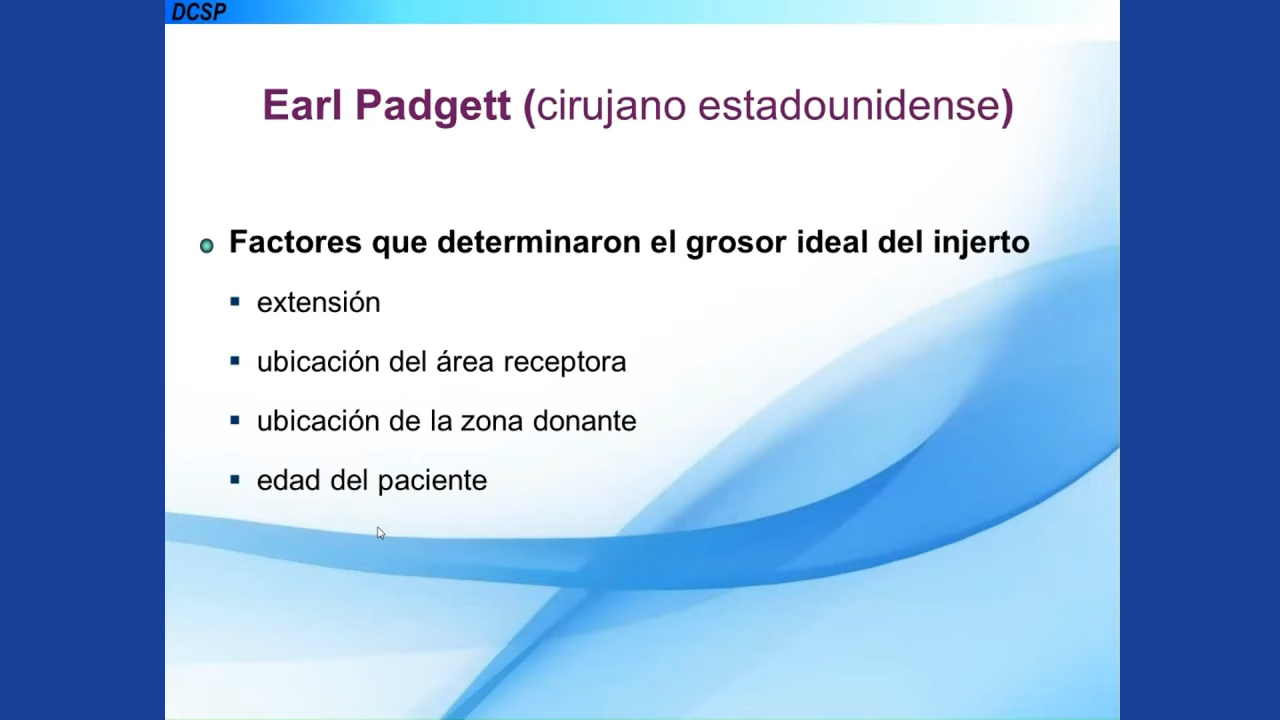 DCSP
Earl Padgett (cirujano estadounidense)
Factores que determinaron el grosor ideal del injerto
extensión
ubicación del área receptora
ubicación de la zona donante
edad del paciente